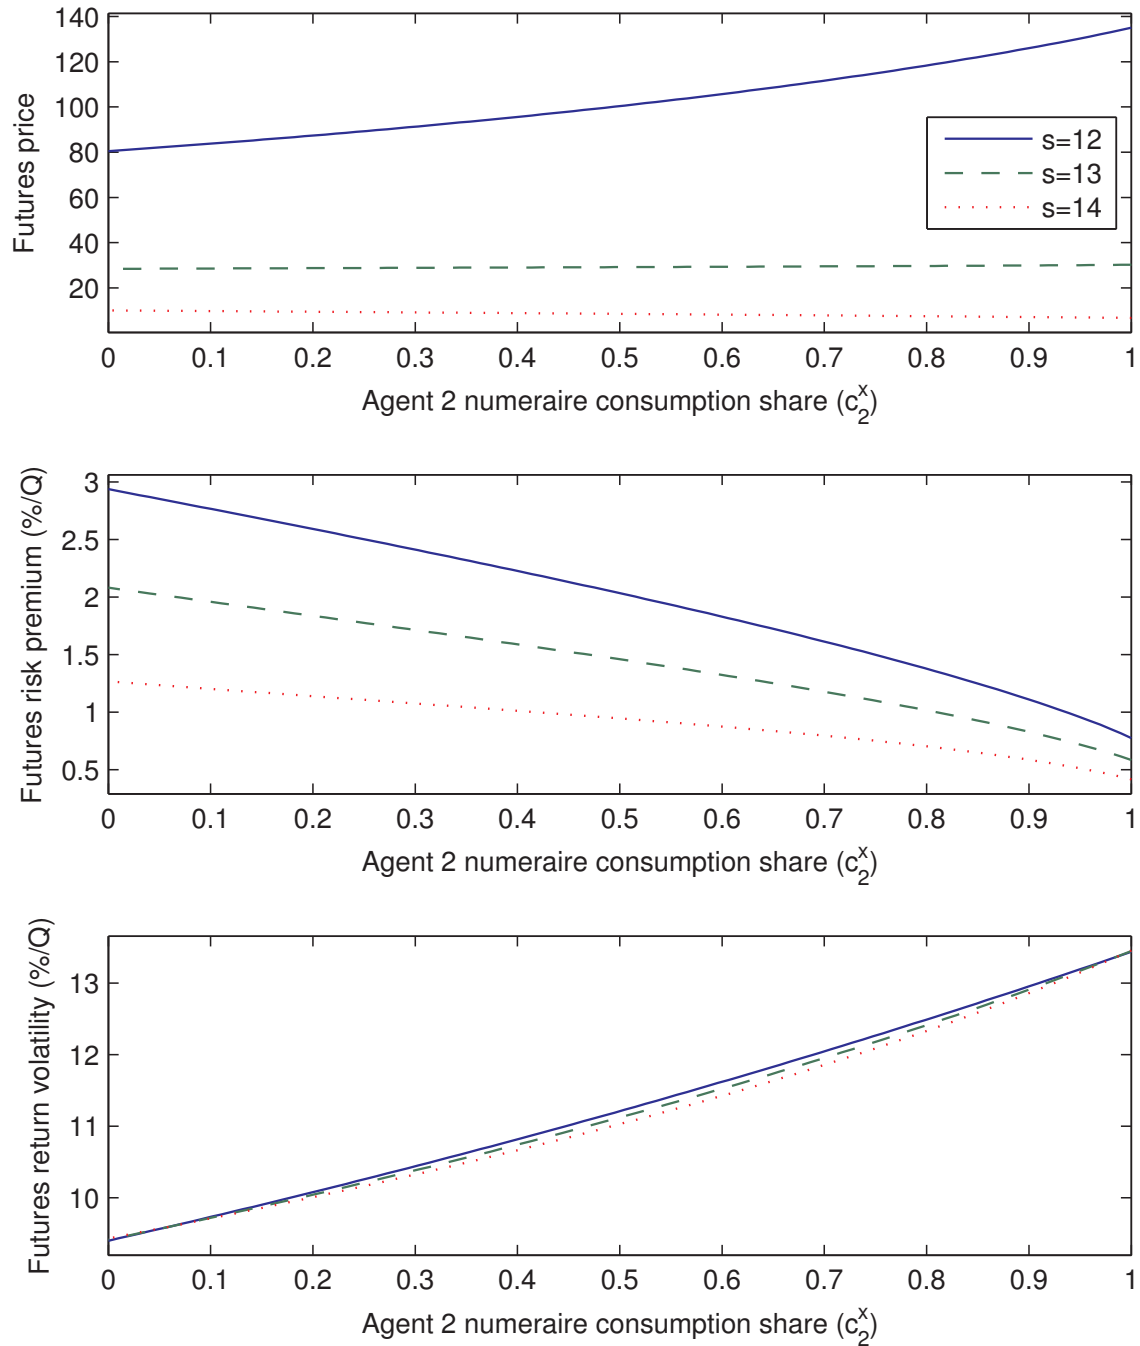 Futures price
140
120
100
80
60
40
20
s=12
s=13
s=14
0 0.1 0.2 0.3 0.4 0.5 0.6 0.7 0.8 0.9 1
Agent 2 numeraire consumption share (c₂ˣ)
Futures risk premium (%/Q)
3
2.5
2
1.5
1
0.5
0 0.1 0.2 0.3 0.4 0.5 0.6 0.7 0.8 0.9 1
Agent 2 numeraire consumption share (c₂ˣ)
Futures return volatility (%/Q)
13
12
11
10
0 0.1 0.2 0.3 0.4 0.5 0.6 0.7 0.8 0.9 1
Agent 2 numeraire consumption share (c₂ˣ)